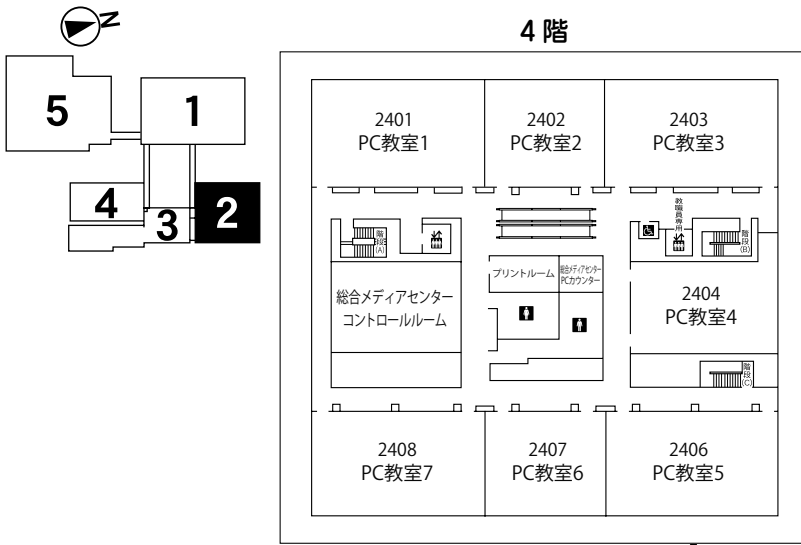 N
4階
5
1
4
3
2
2401
PC教室1
2402
PC教室2
2403
PC教室3
階段(A)
教職員専用
階段(B)
プリントルーム
総合メディアセンター
PCカウンター
総合メディアセンター
コントロールルーム
2404
PC教室4
階段(C)
2408
PC教室7
2407
PC教室6
2406
PC教室5